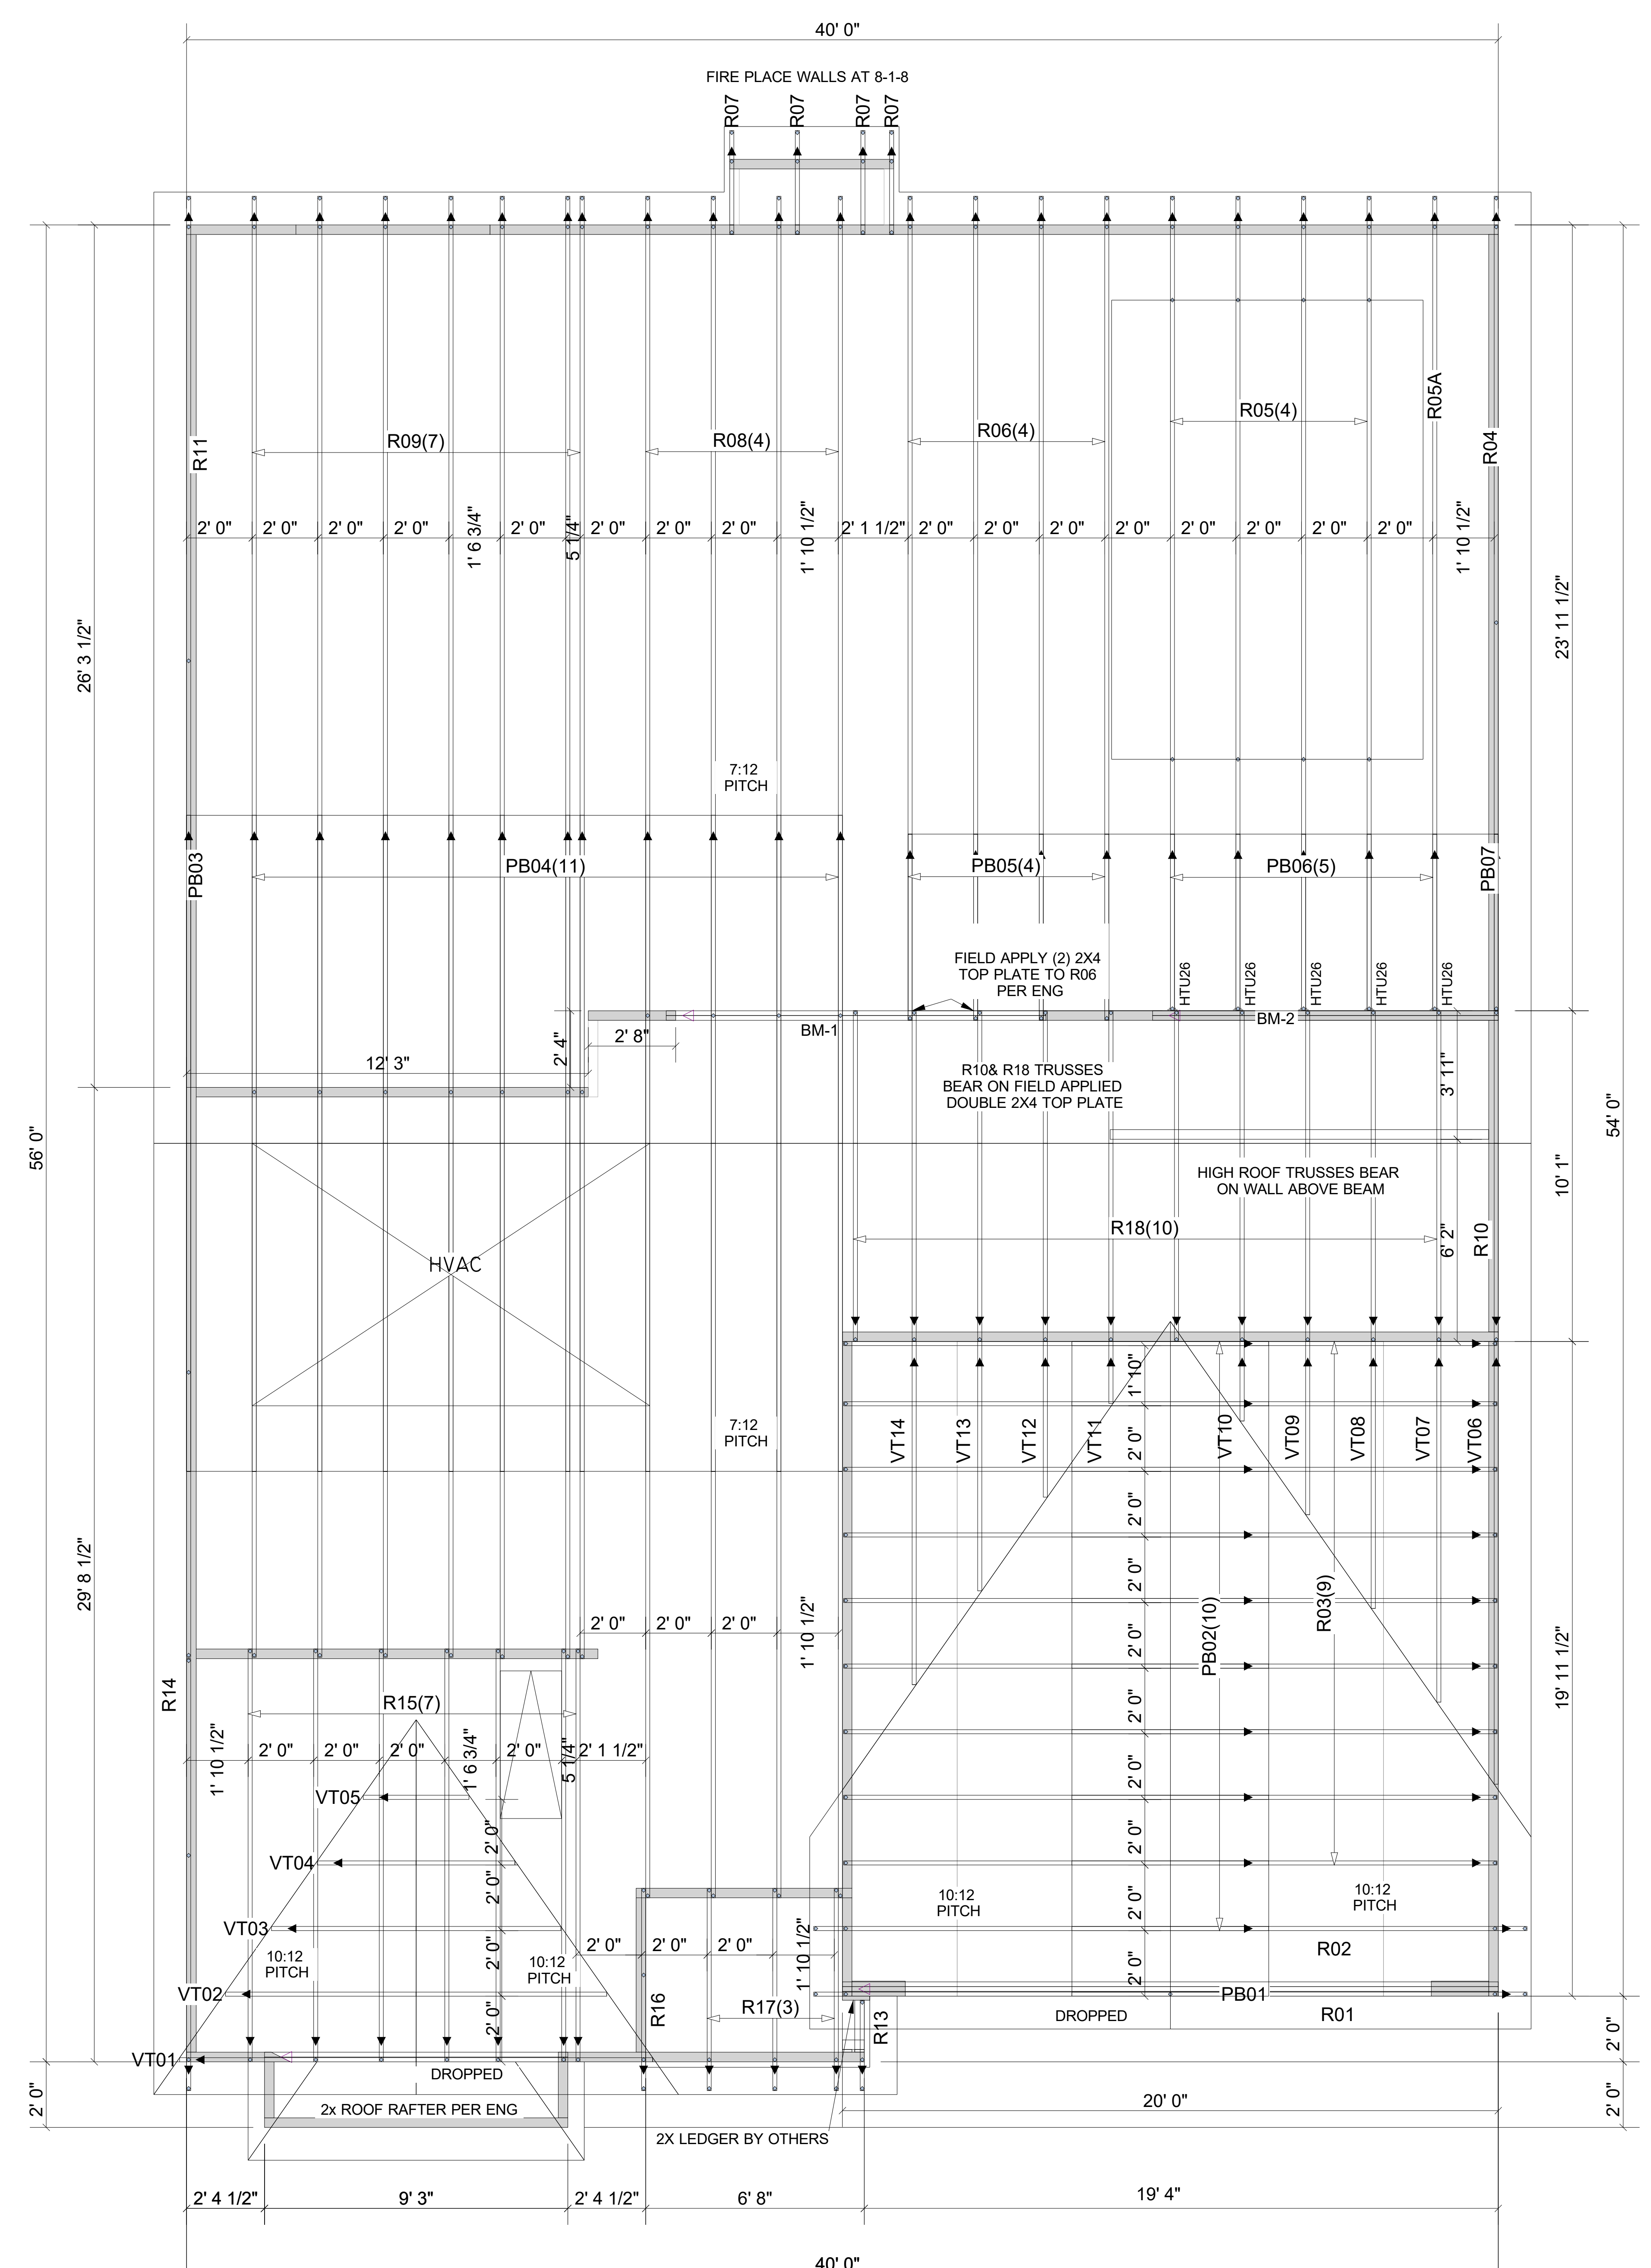 40' 0"
FIRE PLACE WALLS AT 8-1-8
R07
R07
R07
R07
R11
R09(7)
R08(4)
R06(4)
R05(4)
R05A
R04
2' 0"
2' 0"
2' 0"
2' 0"
1' 6 3/4"
2' 0"
5 1/4"
2' 0"
2' 0"
2' 0"
1' 10 1/2"
2' 1 1/2"
2' 0"
2' 0"
2' 0"
2' 0"
2' 0"
2' 0"
2' 0"
2' 0"
1' 10 1/2"
26' 3 1/2"
23' 11 1/2"
7:12
PITCH
PB03
PB04(11)
PB05(4)
PB06(5)
PB07
FIELD APPLY (2) 2X4
TOP PLATE TO R06
PER ENG
HTU26
HTU26
HTU26
HTU26
HTU26
BM-1
BM-2
2' 8"
2' 4"
12' 3"
R10& R18 TRUSSES
BEAR ON FIELD APPLIED
DOUBLE 2X4 TOP PLATE
3' 11"
56' 0"
54' 0"
HIGH ROOF TRUSSES BEAR
ON WALL ABOVE BEAM
10' 1"
R18(10)
6' 2"
R10
HVAC
1' 10"
7:12
PITCH
VT14
VT13
VT12
VT11
VT10
VT09
VT08
VT07
VT06
2' 0"
2' 0"
2' 0"
2' 0"
2' 0"
2' 0"
2' 0"
2' 0"
2' 0"
2' 0"
29' 8 1/2"
2' 0"
2' 0"
2' 0"
1' 10 1/2"
PB02(10)
R03(9)
19' 11 1/2"
R14
R15(7)
1' 10 1/2"
2' 0"
2' 0"
2' 0"
1' 6 3/4"
2' 0"
5 1/4"
2' 1 1/2"
VT05
2' 0"
VT04
2' 0"
VT03
2' 0"
10:12
PITCH
10:12
PITCH
VT02
2' 0"
VT01
2' 0"
2' 0"
2' 0"
1' 10 1/2"
R16
R17(3)
R13
10:12
PITCH
10:12
PITCH
R02
PB01
DROPPED
R01
DROPPED
2x ROOF RAFTER PER ENG
2X LEDGER BY OTHERS
2' 0"
2' 0"
2' 0"
20' 0"
2' 4 1/2"
9' 3"
2' 4 1/2"
6' 8"
19' 4"
40' 0"